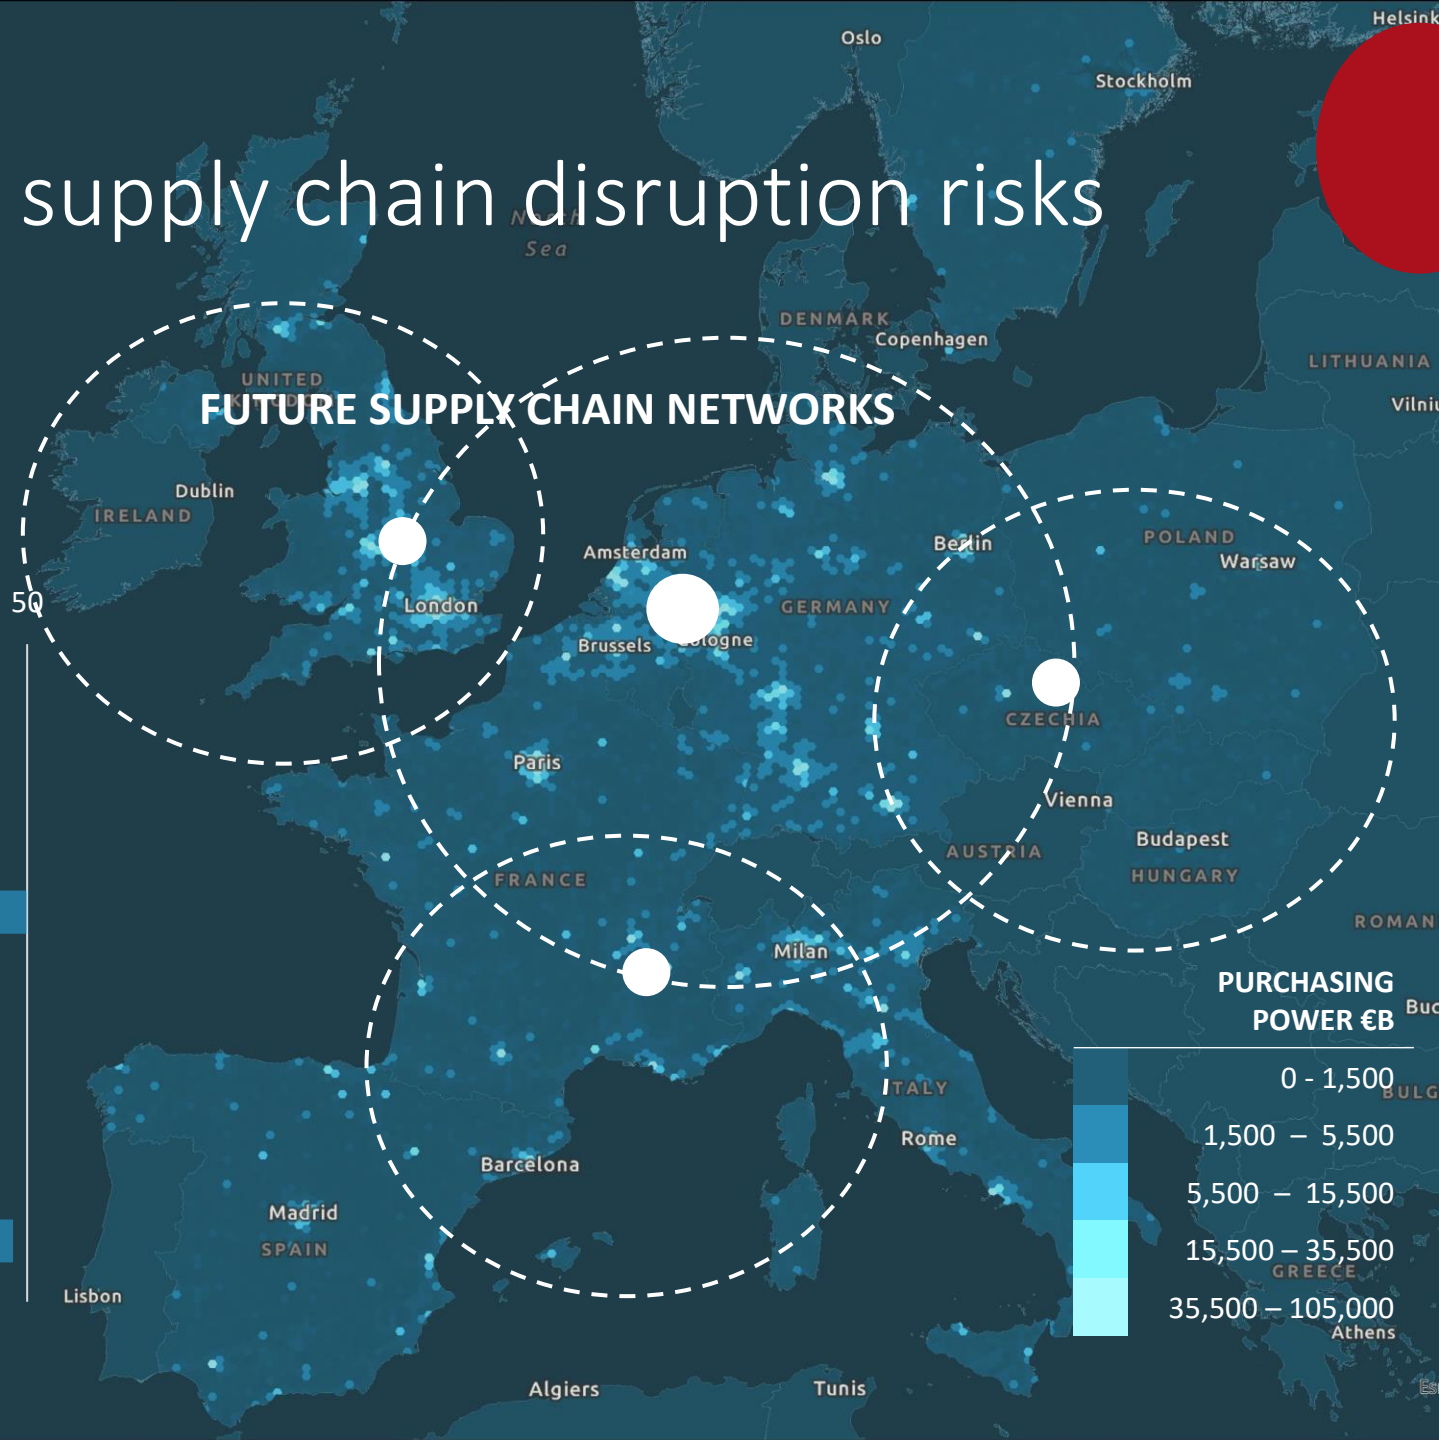 Helsink
Oslo
Stockholm
supply chain disruption risks
North
Sea
DENMARK
Copenhagen
LITHUANIA
UNITED
Vilniu
FUTURE SUPPLY CHAIN NETWORKS
Dublin
IRELAND
POLAND
Berlin
Amsterdam
Warsaw
50
London
GERMANY
Brussels
Cologne
CZECHIA
Paris
Vienna
Budapest
AUSTRIA
HUNGARY
FRANCE
ROMAN
Milan
PURCHASING
POWER €B
Buc
0 - 1,500
ITALY
BULG
1,500 – 5,500
Rome
Barcelona
5,500 – 15,500
Madrid
SPAIN
15,500 – 35,500
GREECE
Lisbon
35,500 – 105,000
Athens
Algiers
Tunis